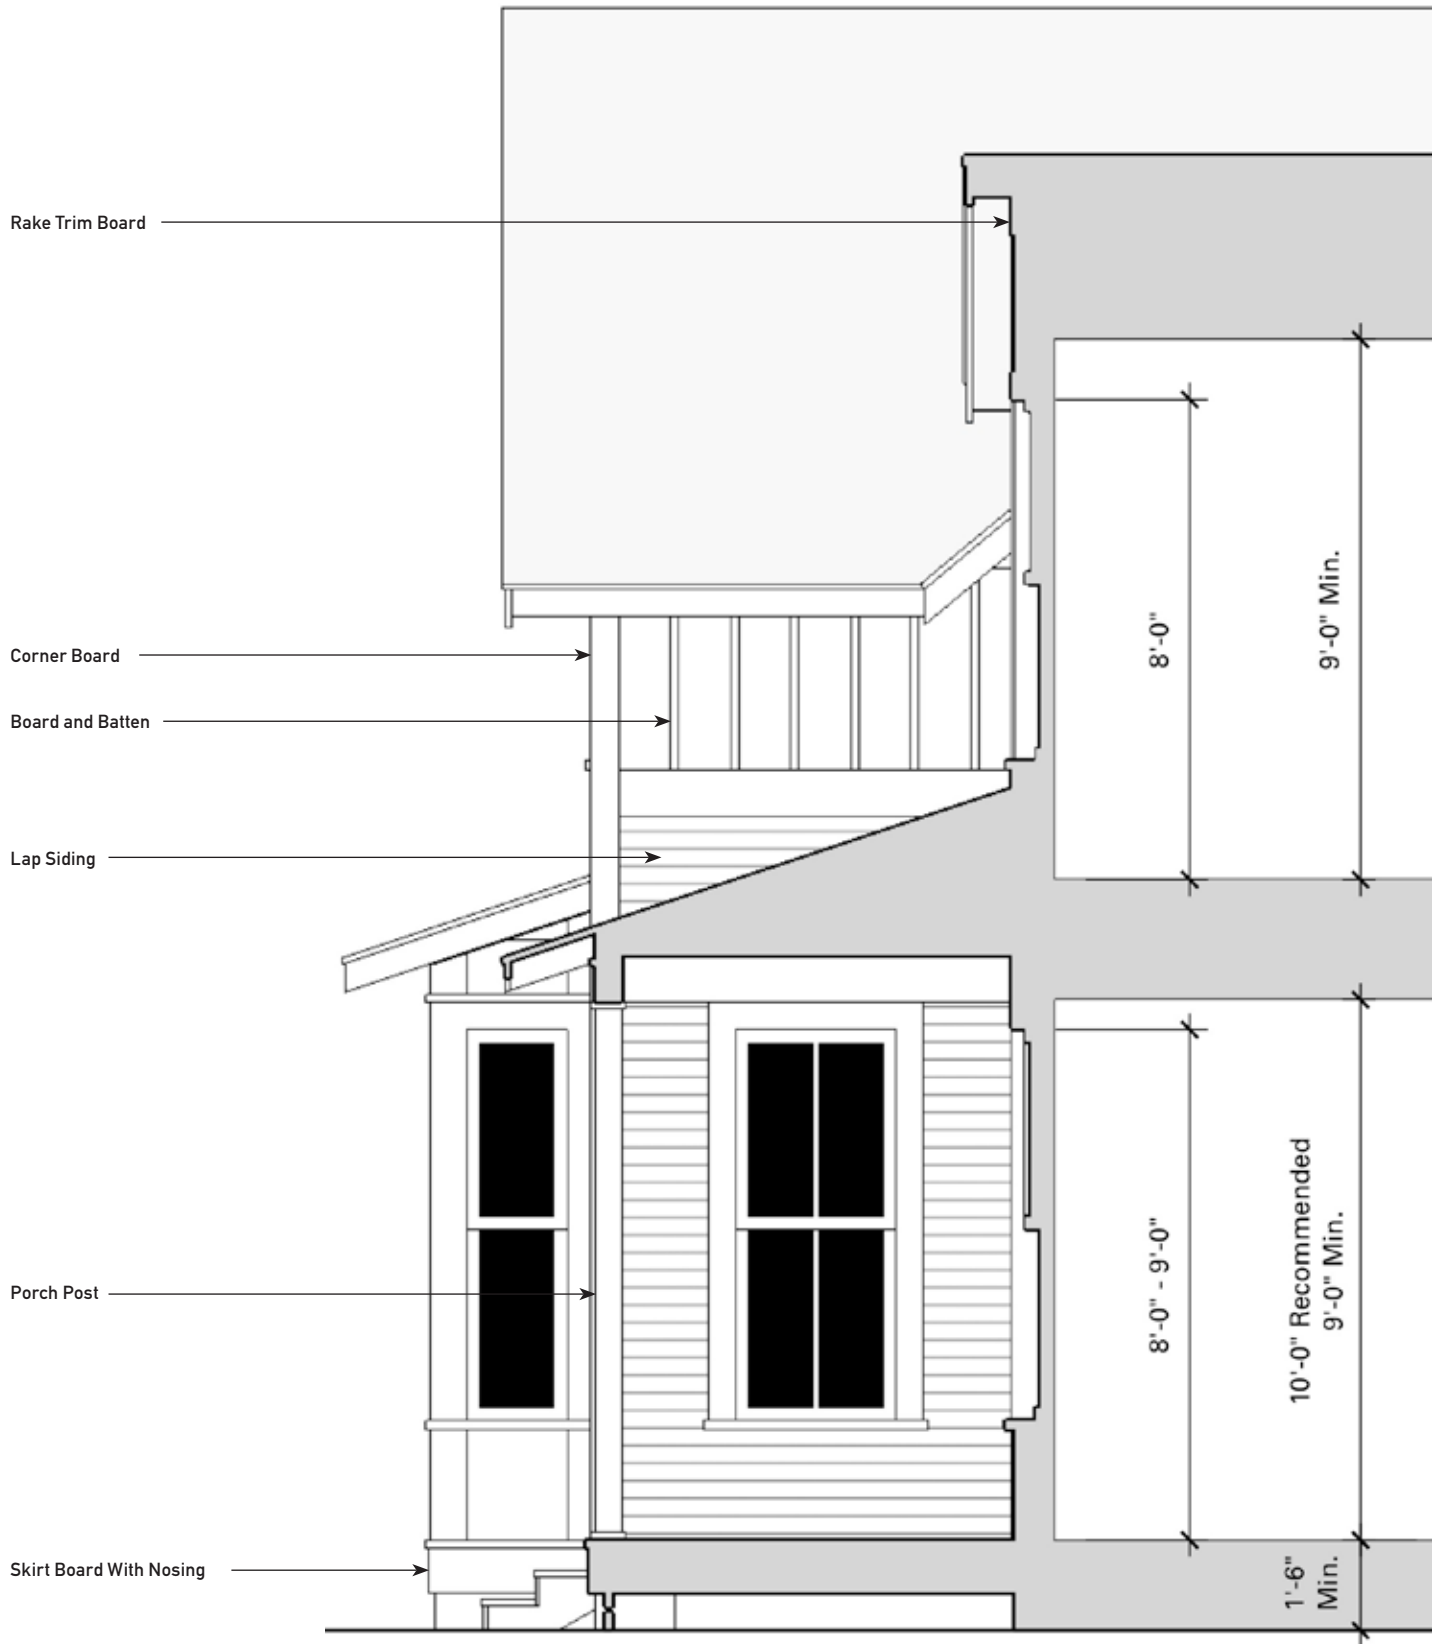 Rake Trim Board
Corner Board
Board and Batten
Lap Siding
Porch Post
Skirt Board With Nosing
8'-0"
9'-0" Min.
8'-0" - 9'-0"
10'-0" Recommended
9'-0" Min.
1'-6"
Min.